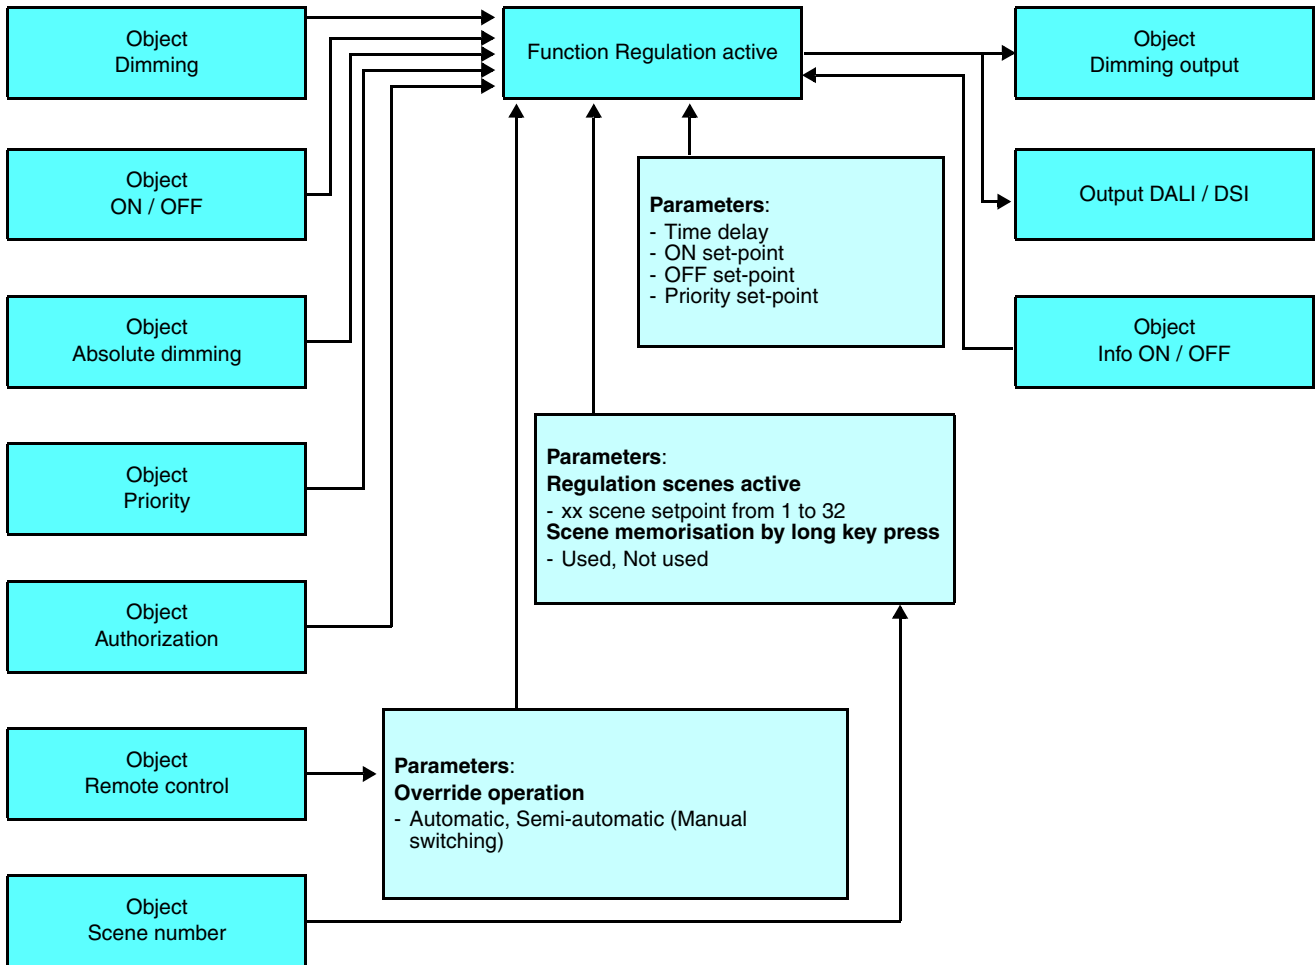 Object
Dimming
Function Regulation active
Object
Dimming output
Object
ON / OFF
Output DALI / DSI
Parameters:
- Time delay
- ON set-point
- OFF set-point
- Priority set-point
Object
Absolute dimming
Object
Info ON / OFF
Object
Priority
Parameters:
Regulation scenes active
- xx scene setpoint from 1 to 32
Scene memorisation by long key press
- Used, Not used
Object
Authorization
Object
Remote control
Parameters:
Override operation
- Automatic, Semi-automatic (Manual
switching)
Object
Scene number